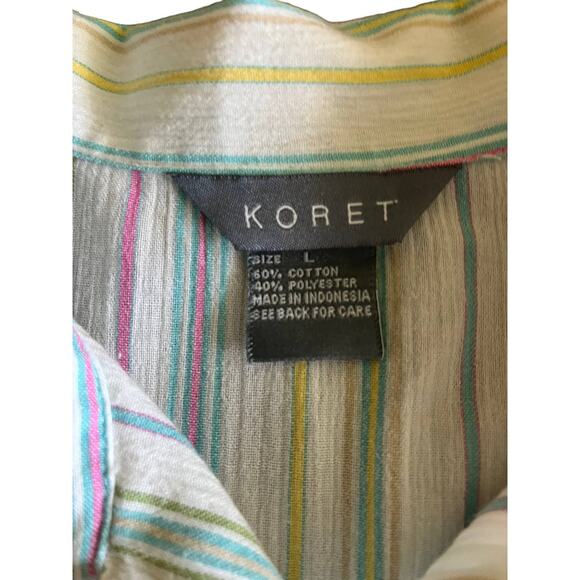 KORET
SIZE L
60% COTTON
40% POLYESTER
MADE IN INDONESIA
SEE BACK FOR CARE